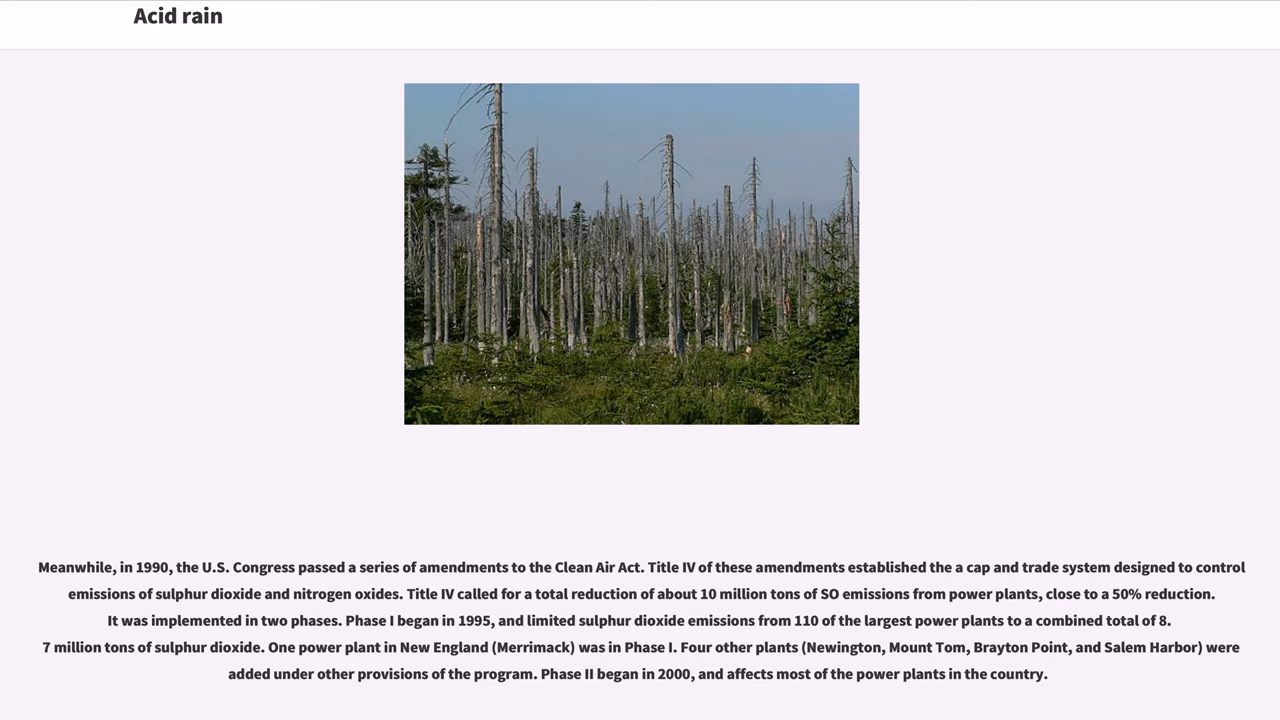 Acid rain
Meanwhile, in 1990, the U.S. Congress passed a series of amendments to the Clean Air Act. Title IV of these amendments established the a cap and trade system designed to control
emissions of sulphur dioxide and nitrogen oxides. Title IV called for a total reduction of about 10 million tons of SO emissions from power plants, close to a 50% reduction.
It was implemented in two phases. Phase I began in 1995, and limited sulphur dioxide emissions from 110 of the largest power plants to a combined total of 8.
7 million tons of sulphur dioxide. One power plant in New England (Merrimack) was in Phase I. Four other plants (Newington, Mount Tom, Brayton Point, and Salem Harbor) were
added under other provisions of the program. Phase II began in 2000, and affects most of the power plants in the country.